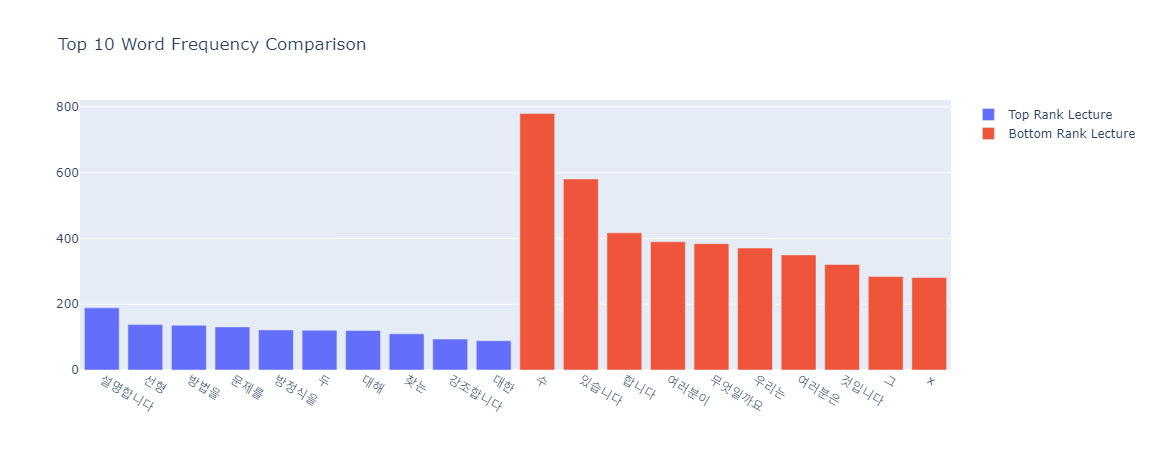 Top 10 Word Frequency Comparison
800
600
400
200
0
Top Rank Lecture
Bottom Rank Lecture
설명합니다
선형
방법을
문제를
방정식을
두
대해
찾는
강조합니다
대한
수
있습니다
합니다
여러분이
무엇일까요
우리는
여러분은
것입니다
그
x